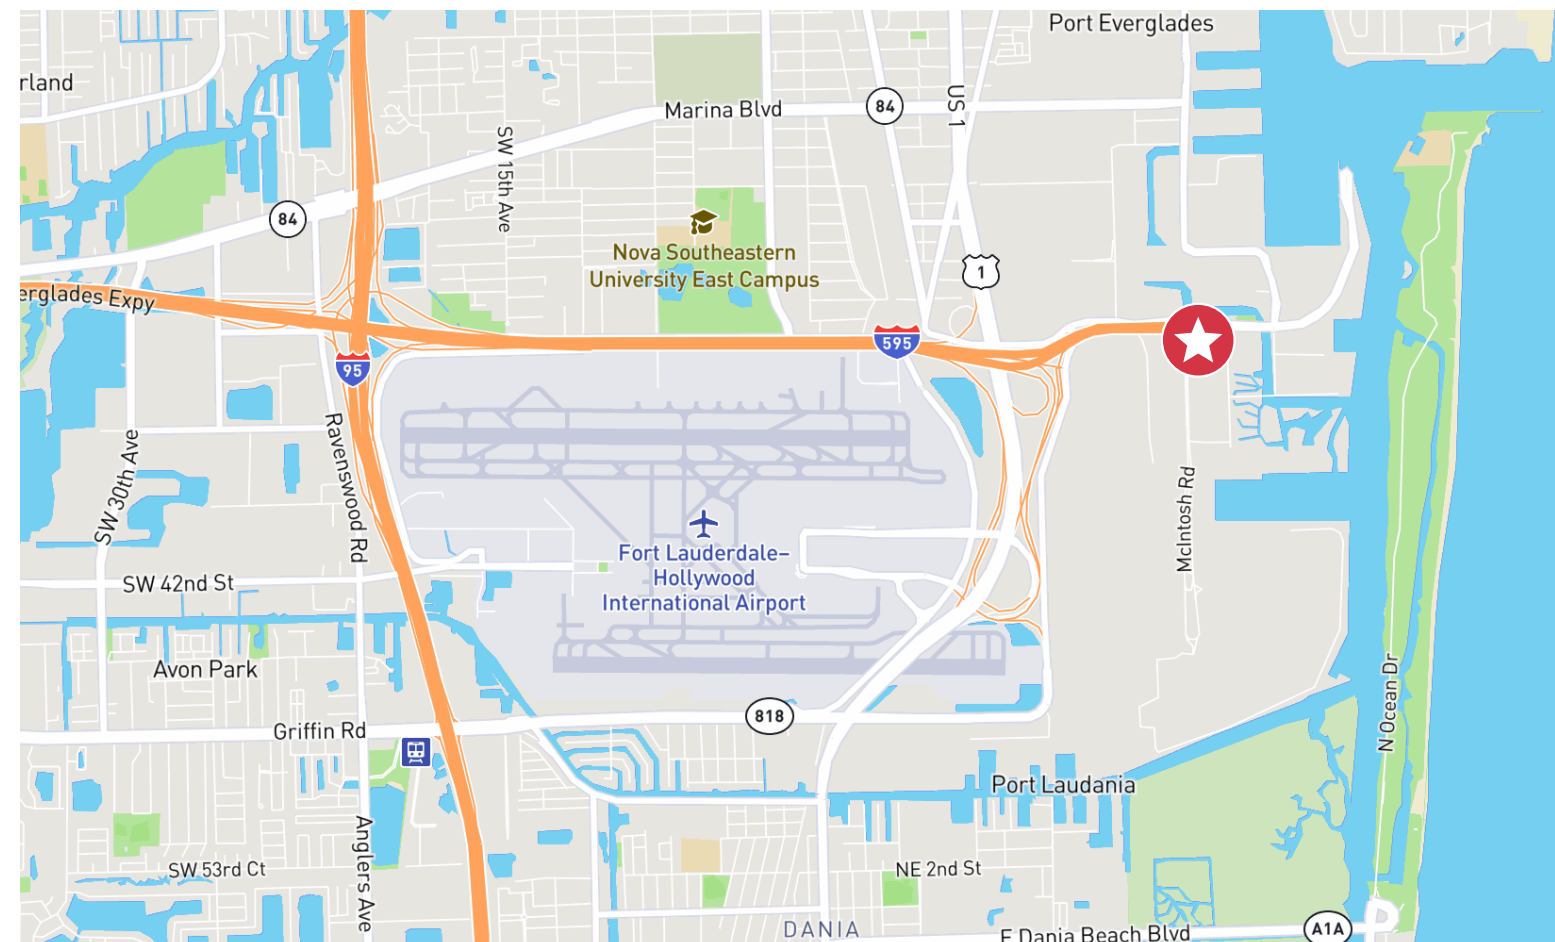 Port Everglades
rland
Marina Blvd
84
US 1
SW 15th Ave
84
Nova Southeastern
University East Campus
1
erglades Expy
595
95
Ravenswood Rd
SW 30th Ave
McIntosh Rd
Fort Lauderdale–
Hollywood
International Airport
SW 42nd St
Avon Park
N Ocean Dr
818
Griffin Rd
Port Laudania
Anglers Ave
SW 53rd Ct
NE 2nd St
DANIA
E Dania Beach Blvd
A1A